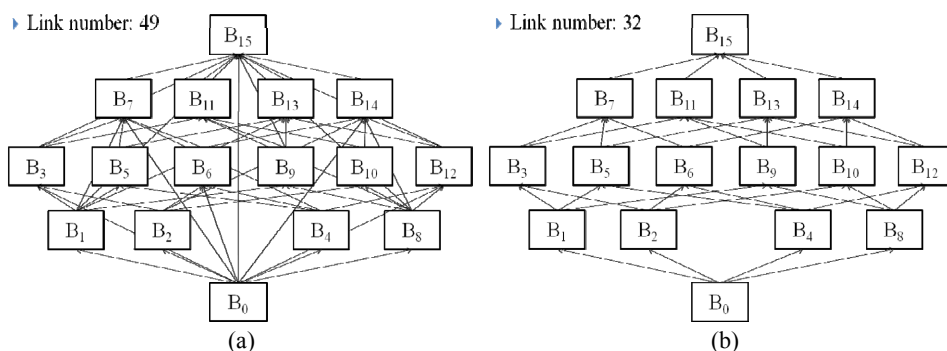 Link number: 49
B15
B7 B11 B13 B14
B3 B5 B6 B9 B10 B12
B1 B2 B4 B8
B0
(a)
Link number: 32
B15
B7 B11 B13 B14
B3 B5 B6 B9 B10 B12
B1 B2 B4 B8
B0
(b)